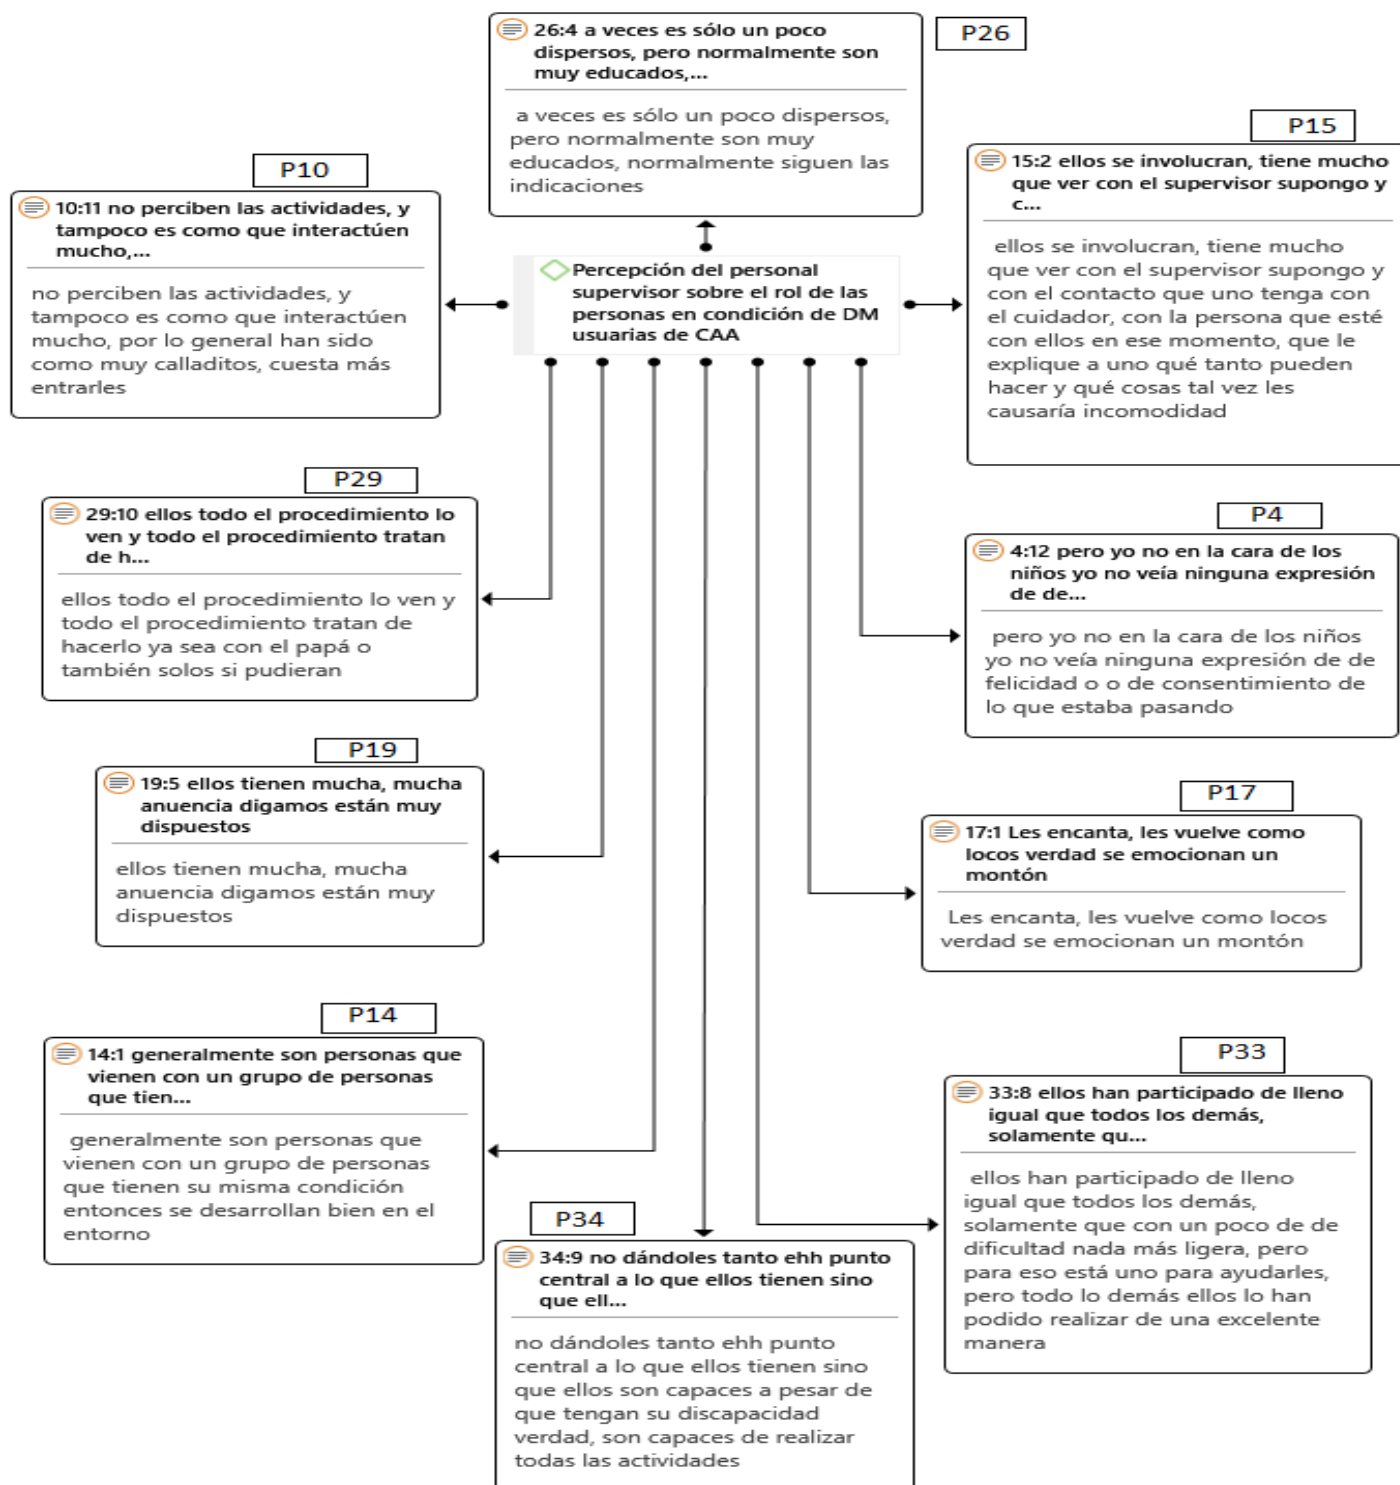 26:4 a veces es sólo un poco
dispersos, pero normalmente son
muy educados,...
a veces es sólo un poco dispersos,
pero normalmente son muy
educados, normalmente siguen las
indicaciones
P26
P10
10:11 no perciben las actividades, y
tampoco es como que interactúen
mucho,...
no perciben las actividades, y
tampoco es como que interactúen
mucho, por lo general han sido
como muy calladitos, cuesta más
entrarles
Percepción del personal
supervisor sobre el rol de las
personas en condición de DM
usuarias de CAA
P15
15:2 ellos se involucran, tiene mucho
que ver con el supervisor supongo y
c...
ellos se involucran, tiene mucho
que ver con el supervisor supongo y
con el contacto que uno tenga con
el cuidador, con la persona que esté
con ellos en ese momento, que le
explique a uno qué tanto pueden
hacer y qué cosas tal vez les
causaría incomodidad
P29
29:10 ellos todo el procedimiento lo
ven y todo el procedimiento tratan
de h...
ellos todo el procedimiento lo ven y
todo el procedimiento tratan de
hacerlo ya sea con el papá o
también solos si pudieran
P4
4:12 pero yo no en la cara de los
niños yo no veía ninguna expresión
de de...
pero yo no en la cara de los niños
yo no veía ninguna expresión de de
felicidad o o de consentimiento de
lo que estaba pasando
P19
19:5 ellos tienen mucha, mucha
anuencia digamos están muy
dispuestos
ellos tienen mucha, mucha
anuencia digamos están muy
dispuestos
P17
17:1 Les encanta, les vuelve como
locos verdad se emocionan un
montón
Les encanta, les vuelve como locos
verdad se emocionan un montón
P14
14:1 generalmente son personas que
vienen con un grupo de personas
que tien...
generalmente son personas que
vienen con un grupo de personas
que tienen su misma condición
entonces se desarrollan bien en el
entorno
P33
33:8 ellos han participado de lleno
igual que todos los demás,
solamente qu...
ellos han participado de lleno
igual que todos los demás,
solamente que con un poco de de
dificultad nada más ligera, pero
para eso está uno para ayudarles,
pero todo lo demás ellos lo han
podido realizar de una excelente
manera
P34
34:9 no dándoles tanto ehh punto
central a lo que ellos tienen sino
que ell...
no dándoles tanto ehh punto
central a lo que ellos tienen sino
que ellos son capaces a pesar de
que tengan su discapacidad
verdad, son capaces de realizar
todas las actividades